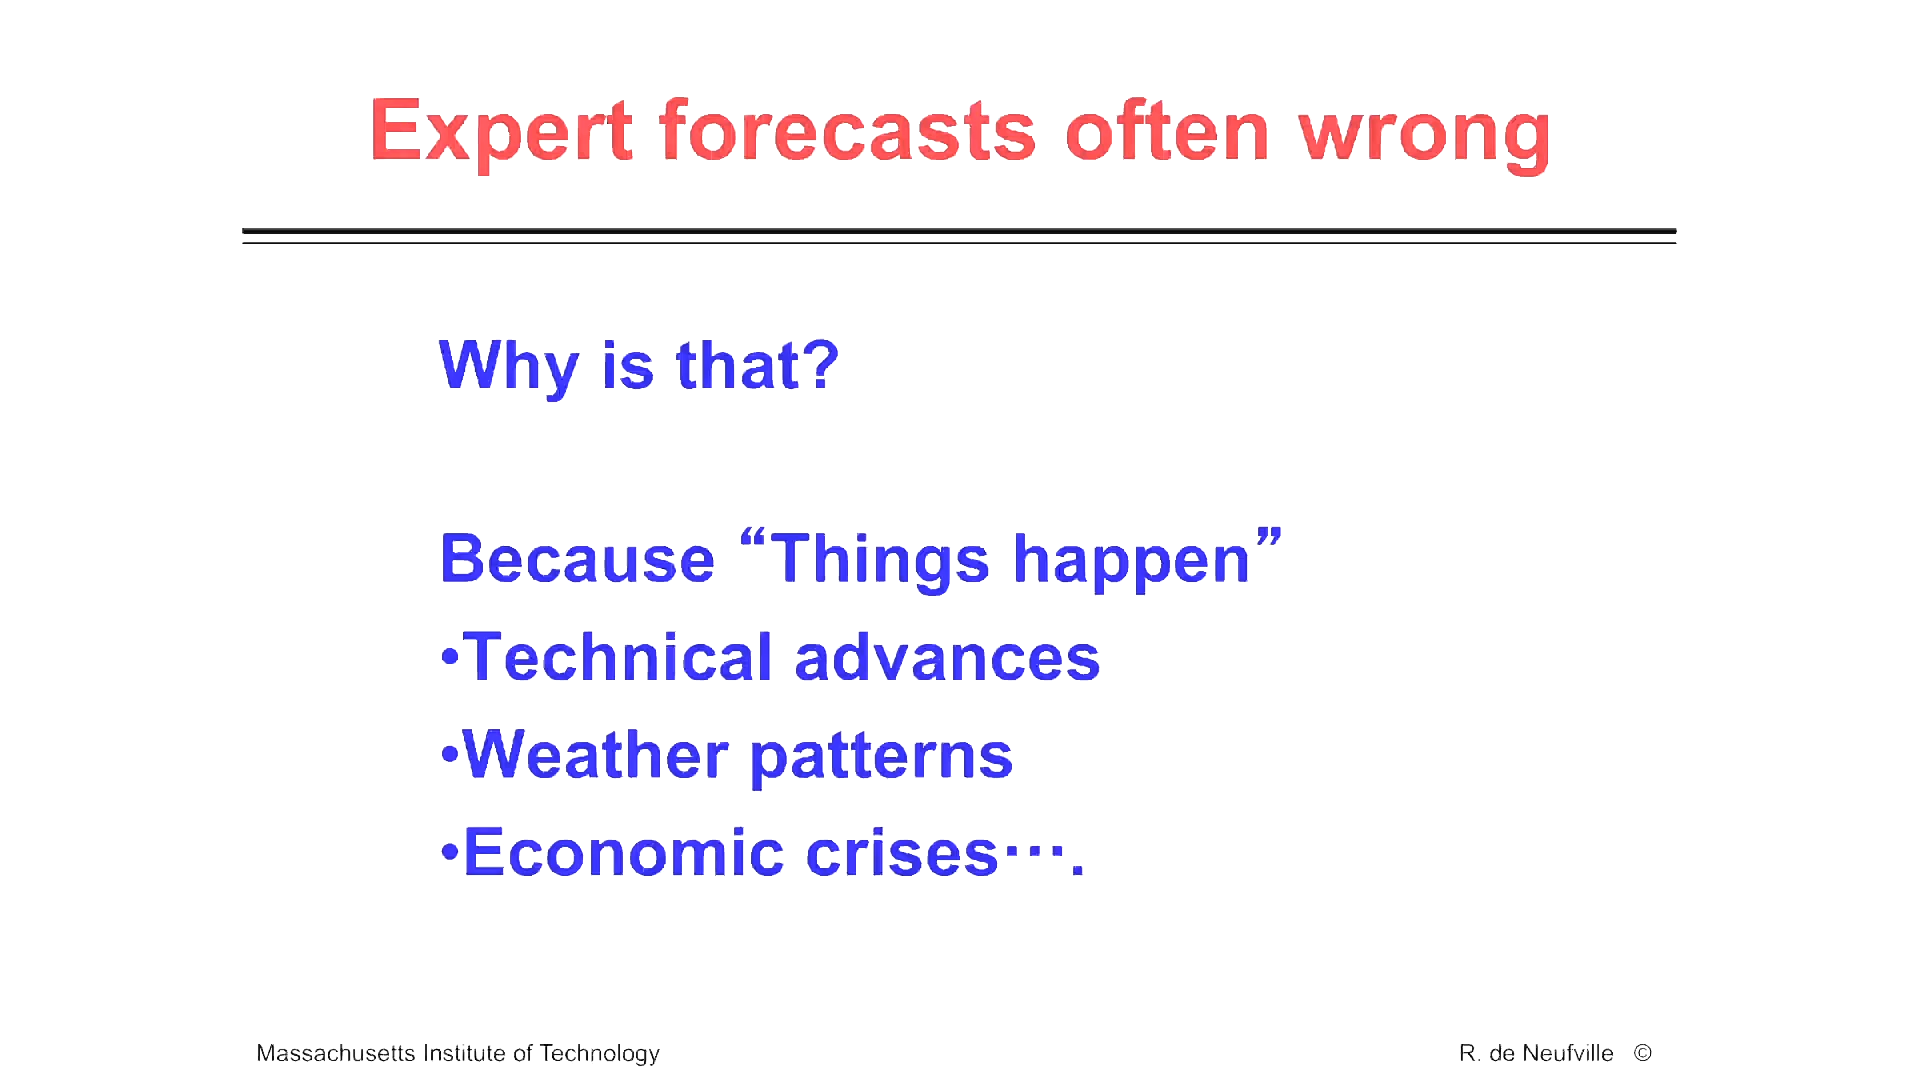 Expert forecasts often wrong
Why is that?
Because “Things happen”
•Technical advances
•Weather patterns
•Economic crises….
Massachusetts Institute of Technology
R. de Neufville ©